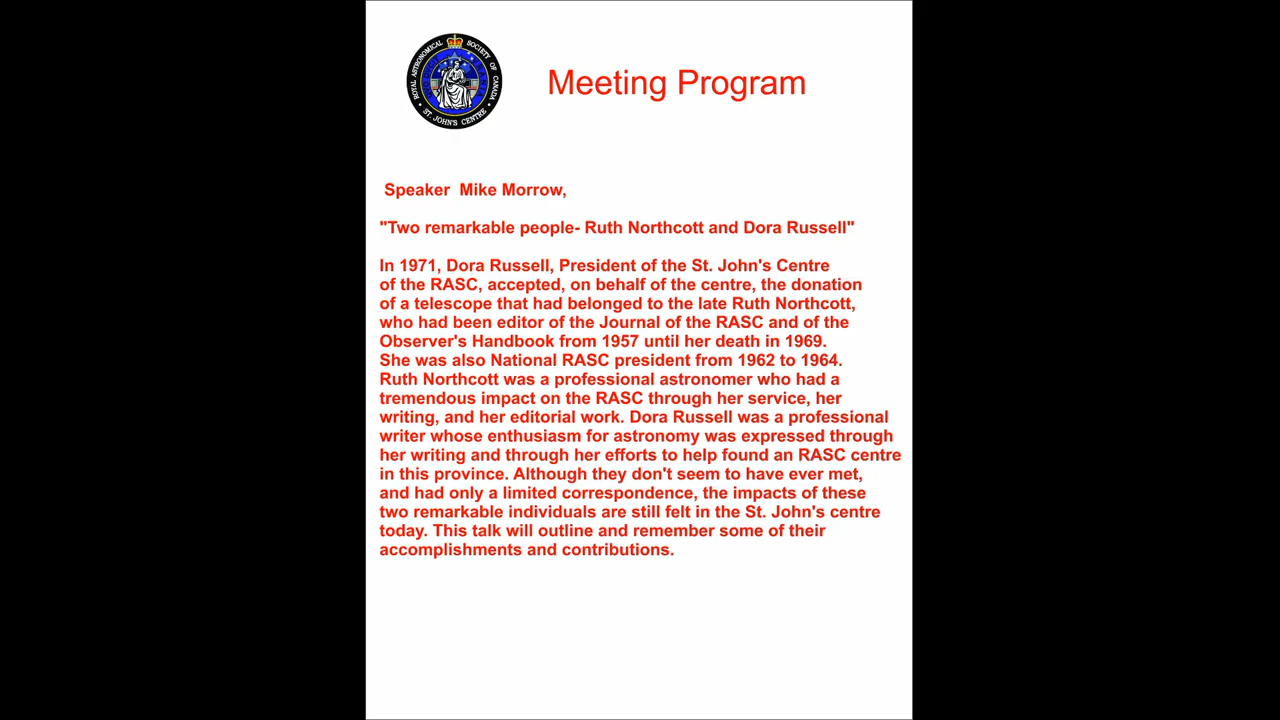 ROYAL ASTRONOMICAL SOCIETY OF CANADA
ST. JOHN'S CENTRE
Meeting Program
Speaker  Mike Morrow,
"Two remarkable people- Ruth Northcott and Dora Russell"
In 1971, Dora Russell, President of the St. John's Centre
of the RASC, accepted, on behalf of the centre, the donation
of a telescope that had belonged to the late Ruth Northcott,
who had been editor of the Journal of the RASC and of the
Observer's Handbook from 1957 until her death in 1969.
She was also National RASC president from 1962 to 1964.
Ruth Northcott was a professional astronomer who had a
tremendous impact on the RASC through her service, her
writing, and her editorial work. Dora Russell was a professional
writer whose enthusiasm for astronomy was expressed through
her writing and through her efforts to help found an RASC centre
in this province. Although they don't seem to have ever met,
and had only a limited correspondence, the impacts of these
two remarkable individuals are still felt in the St. John's centre
today. This talk will outline and remember some of their
accomplishments and contributions.